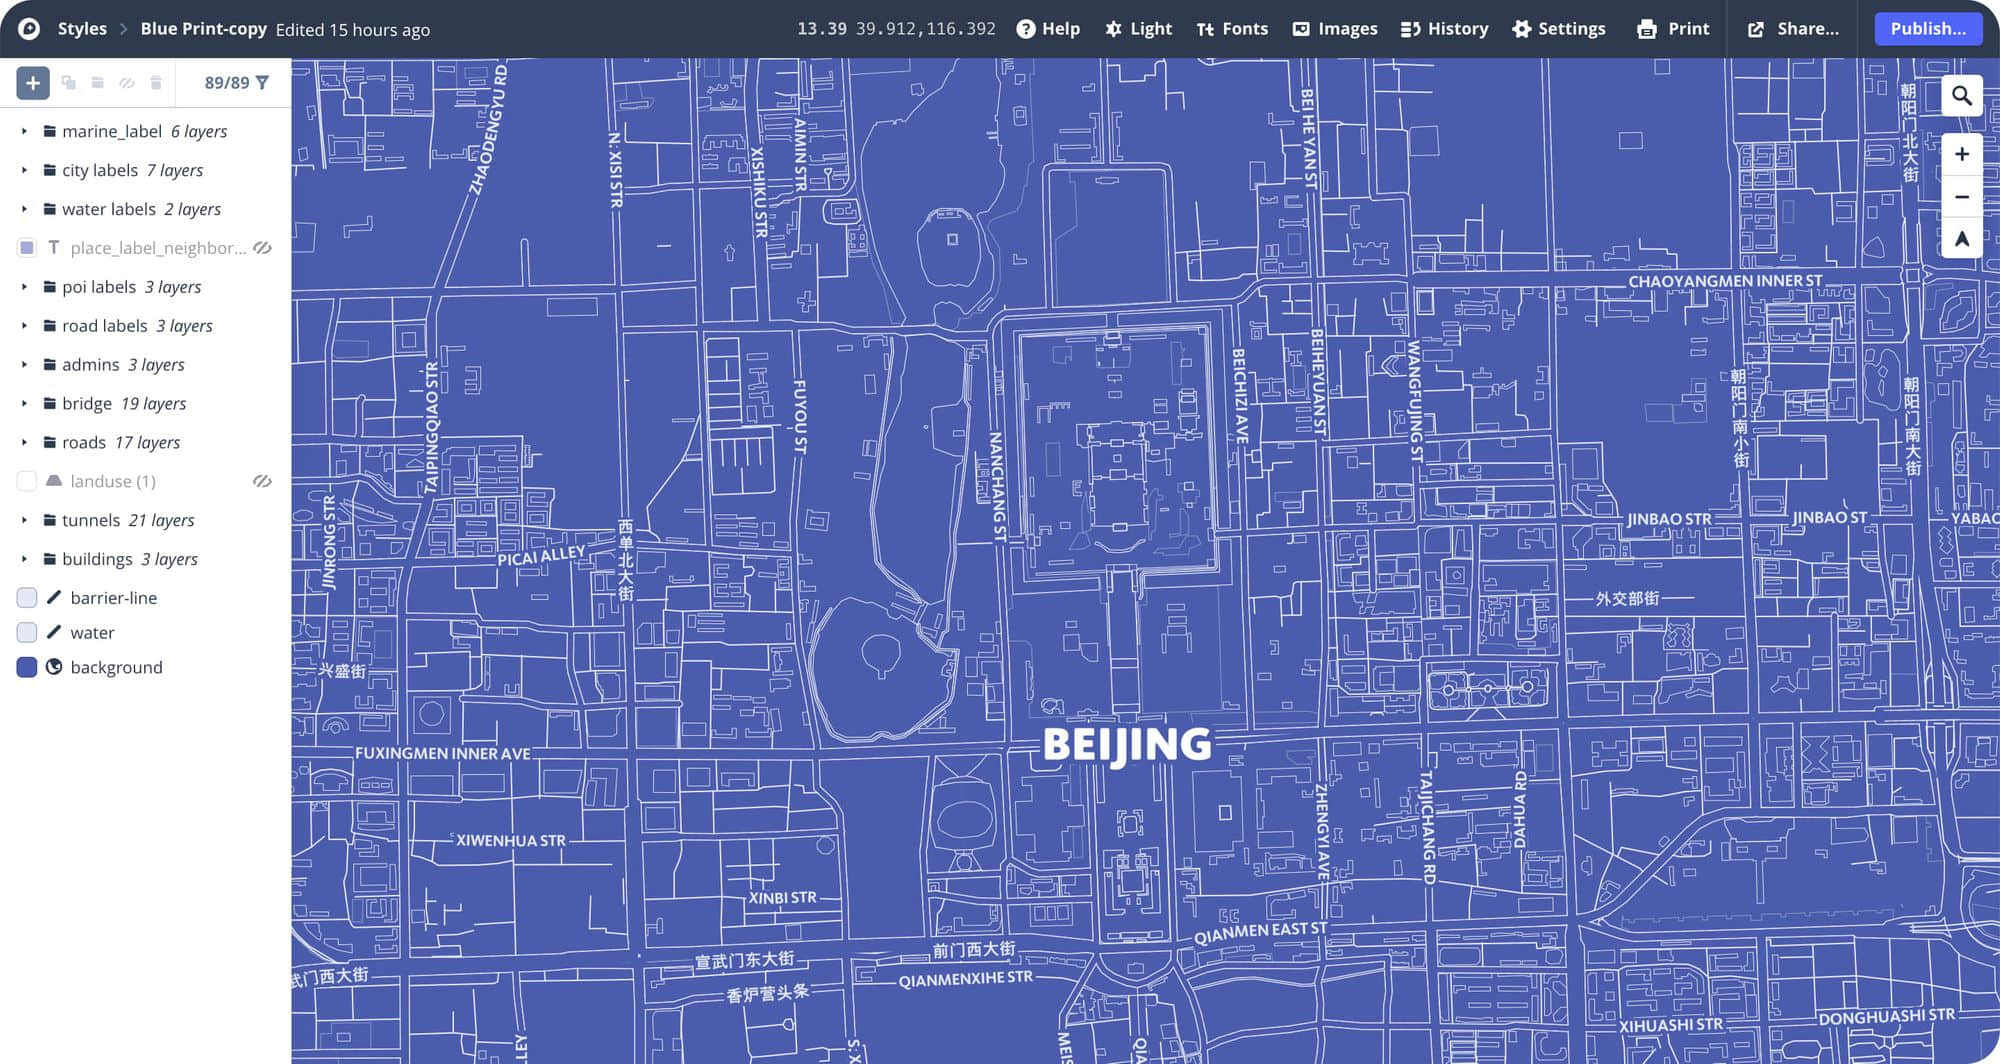 Styles
Blue Print-copy
Edited 15 hours ago
13.39 39.912,116.392
Help
Light
Fonts
Images
History
Settings
Print
Share...
Publish...
89/89
marine_label 6 layers
city labels 7 layers
water labels 2 layers
place_label_neighbor...
poi labels 3 layers
road labels 3 layers
admins 3 layers
bridge 19 layers
roads 17 layers
landuse (1)
tunnels 21 layers
buildings 3 layers
barrier-line
water
background
ZHAODENGYU RD
N. XISI STR
XISHIKU STR
AIMIN STR
BEIHE YAN ST
朝阳门北大街
CHAOYANGMEN INNER ST
TAIPINGQIAO STR
FUYOU ST
NANCHANG ST
BEICHIZI AVE
BEIHEYUAN ST
WANGFUJING ST
朝阳门南小街
朝阳门南大街
JINRONG STR
PICAI ALLEY
西单北大街
JINBAO STR
JINBAO ST
YABAO
外交部街
兴盛街
BEIJING
FUXINGMEN INNER AVE
ZHENGYI AVE
TAIJICHANG RD
DAHUA RD
XIWENHUA STR
XINBI STR
QIANMEN EAST ST
前门西大街
宣武门东大街
武门西大街
QIANMENXIHE STR
香炉营头条
XIHUASHI STR
DONGHUASHI STR
LLEY
S. X
MEIS
QIA